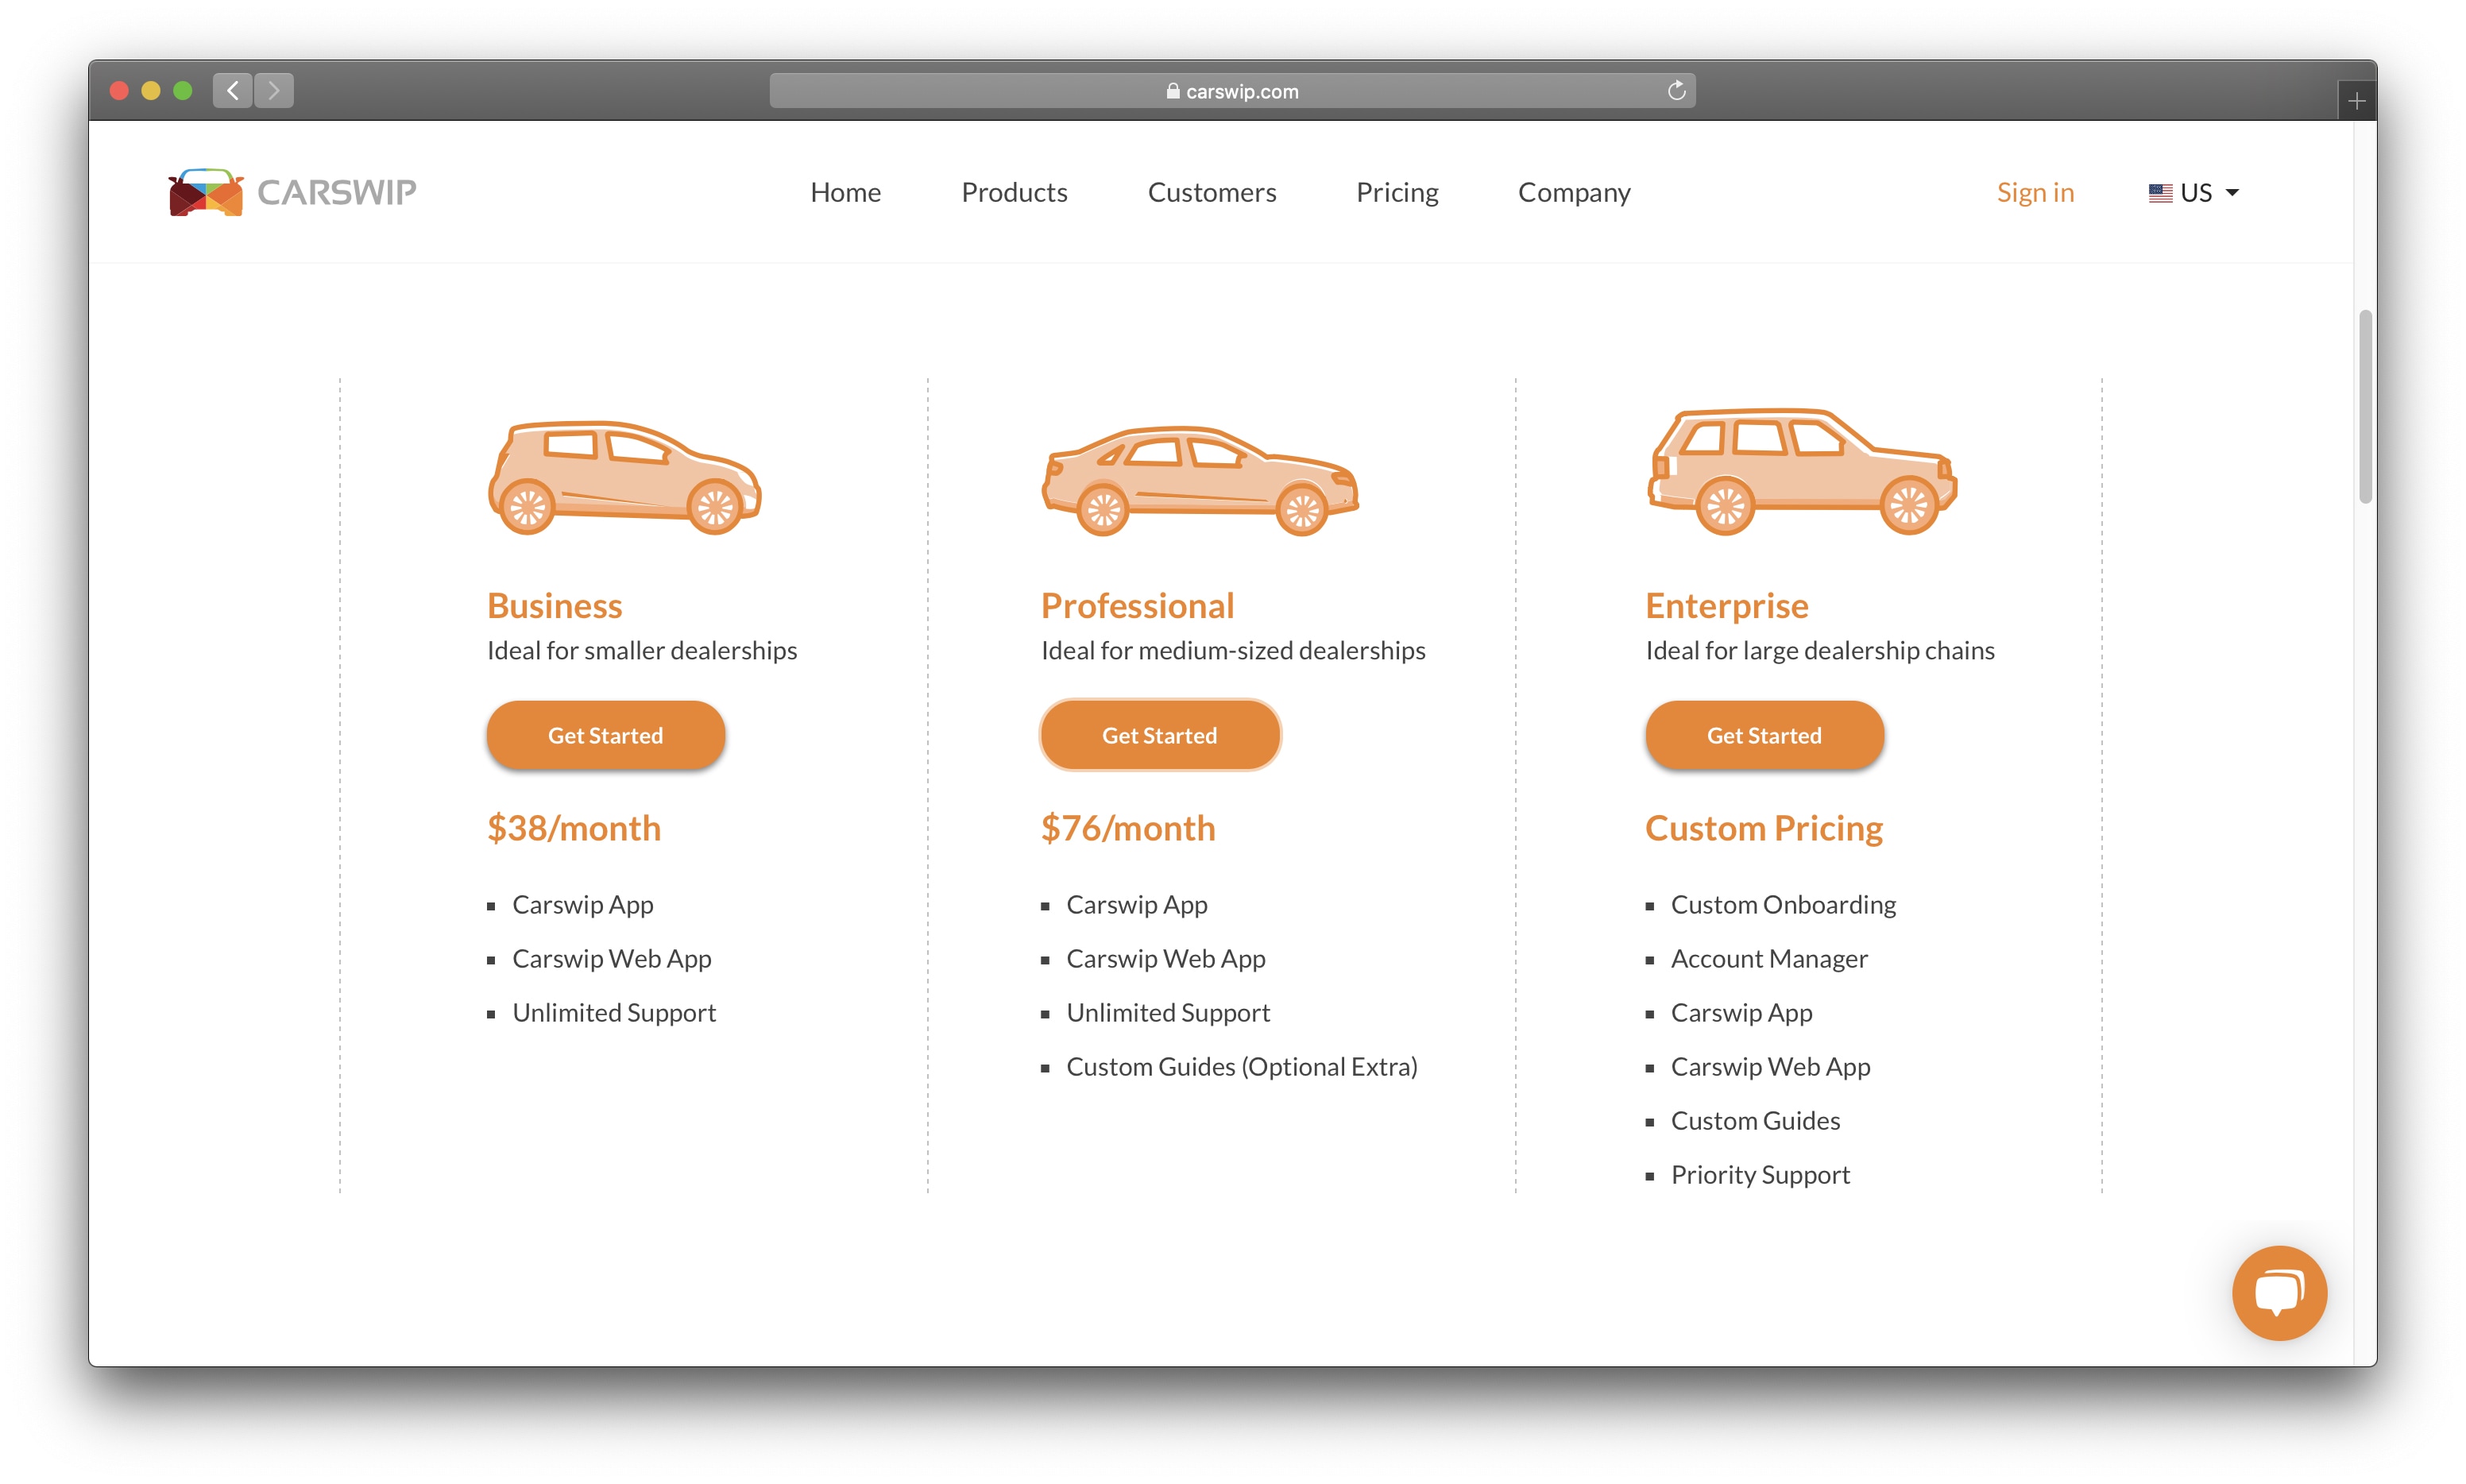 carswip.com
CARSWIP
Home Products Customers Pricing Company Sign in US
Business
Ideal for smaller dealerships
Get Started
$38/month
Carswip App
Carswip Web App
Unlimited Support
Professional
Ideal for medium-sized dealerships
Get Started
$76/month
Carswip App
Carswip Web App
Unlimited Support
Custom Guides (Optional Extra)
Enterprise
Ideal for large dealership chains
Get Started
Custom Pricing
Custom Onboarding
Account Manager
Carswip App
Carswip Web App
Custom Guides
Priority Support